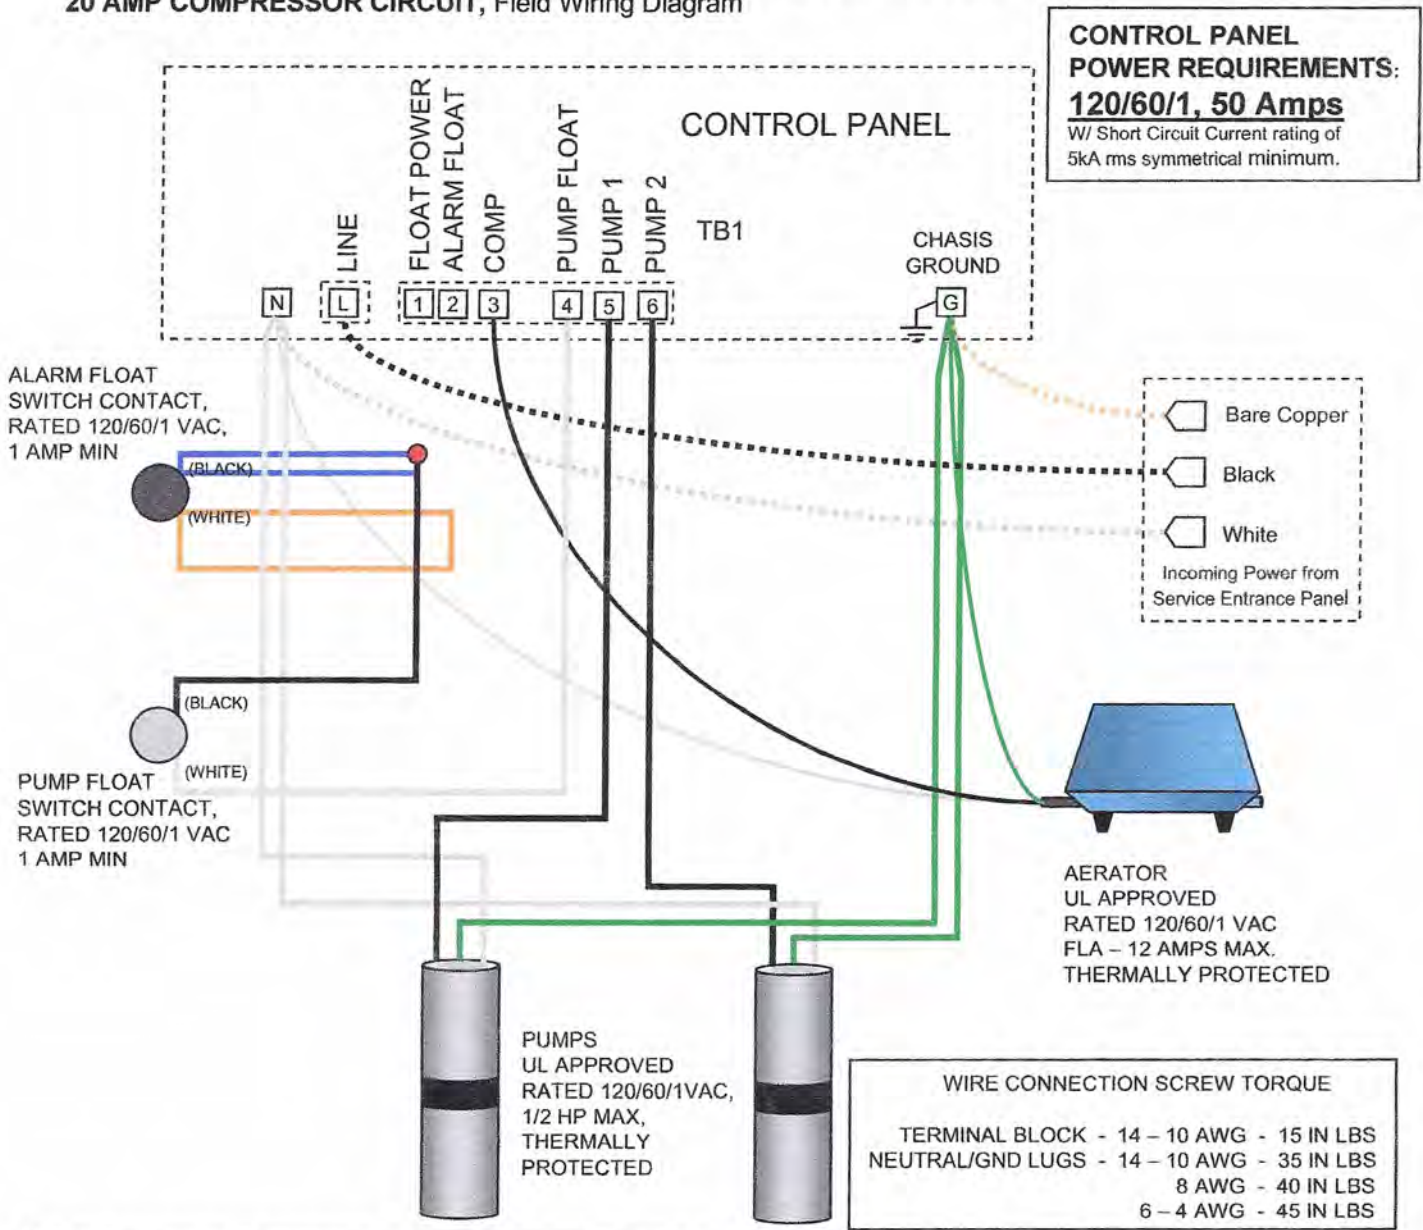 20 AMP COMPRESSOR CIRCUIT, Field Wiring Diagram
CONTROL PANEL
POWER REQUIREMENTS:
120/60/1, 50 Amps
W/ Short Circuit Current rating of
5kA rms symmetrical minimum.
CONTROL PANEL
LINE
FLOAT POWER
ALARM FLOAT
COMP
PUMP FLOAT
PUMP 1
PUMP 2
TB1
CHASIS
GROUND
N
L
1
2
3
4
5
6
G
ALARM FLOAT
SWITCH CONTACT,
RATED 120/60/1 VAC,
1 AMP MIN
(BLACK)
(WHITE)
Bare Copper
Black
White
Incoming Power from
Service Entrance Panel
(BLACK)
(WHITE)
PUMP FLOAT
SWITCH CONTACT,
RATED 120/60/1 VAC
1 AMP MIN
AERATOR
UL APPROVED
RATED 120/60/1 VAC
FLA – 12 AMPS MAX.
THERMALLY PROTECTED
PUMPS
UL APPROVED
RATED 120/60/1VAC,
1/2 HP MAX,
THERMALLY
PROTECTED
WIRE CONNECTION SCREW TORQUE
TERMINAL BLOCK - 14 – 10 AWG - 15 IN LBS
NEUTRAL/GND LUGS - 14 – 10 AWG - 35 IN LBS
8 AWG - 40 IN LBS
6 – 4 AWG - 45 IN LBS